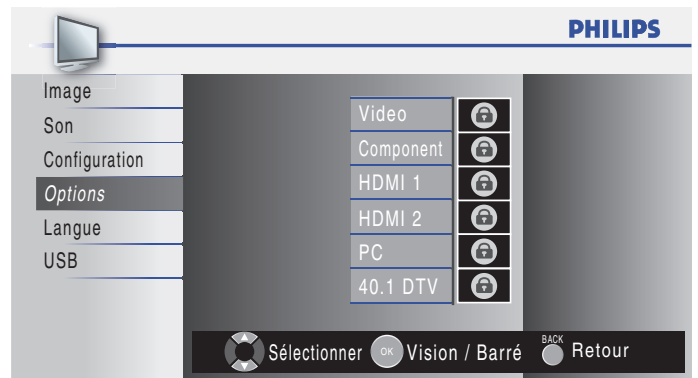 PHILIPS
Image
Son
Configuration
Options
Langue
USB
Video
Component
HDMI 1
HDMI 2
PC
40.1 DTV
Sélectionner OK Vision / Barré BACK Retour